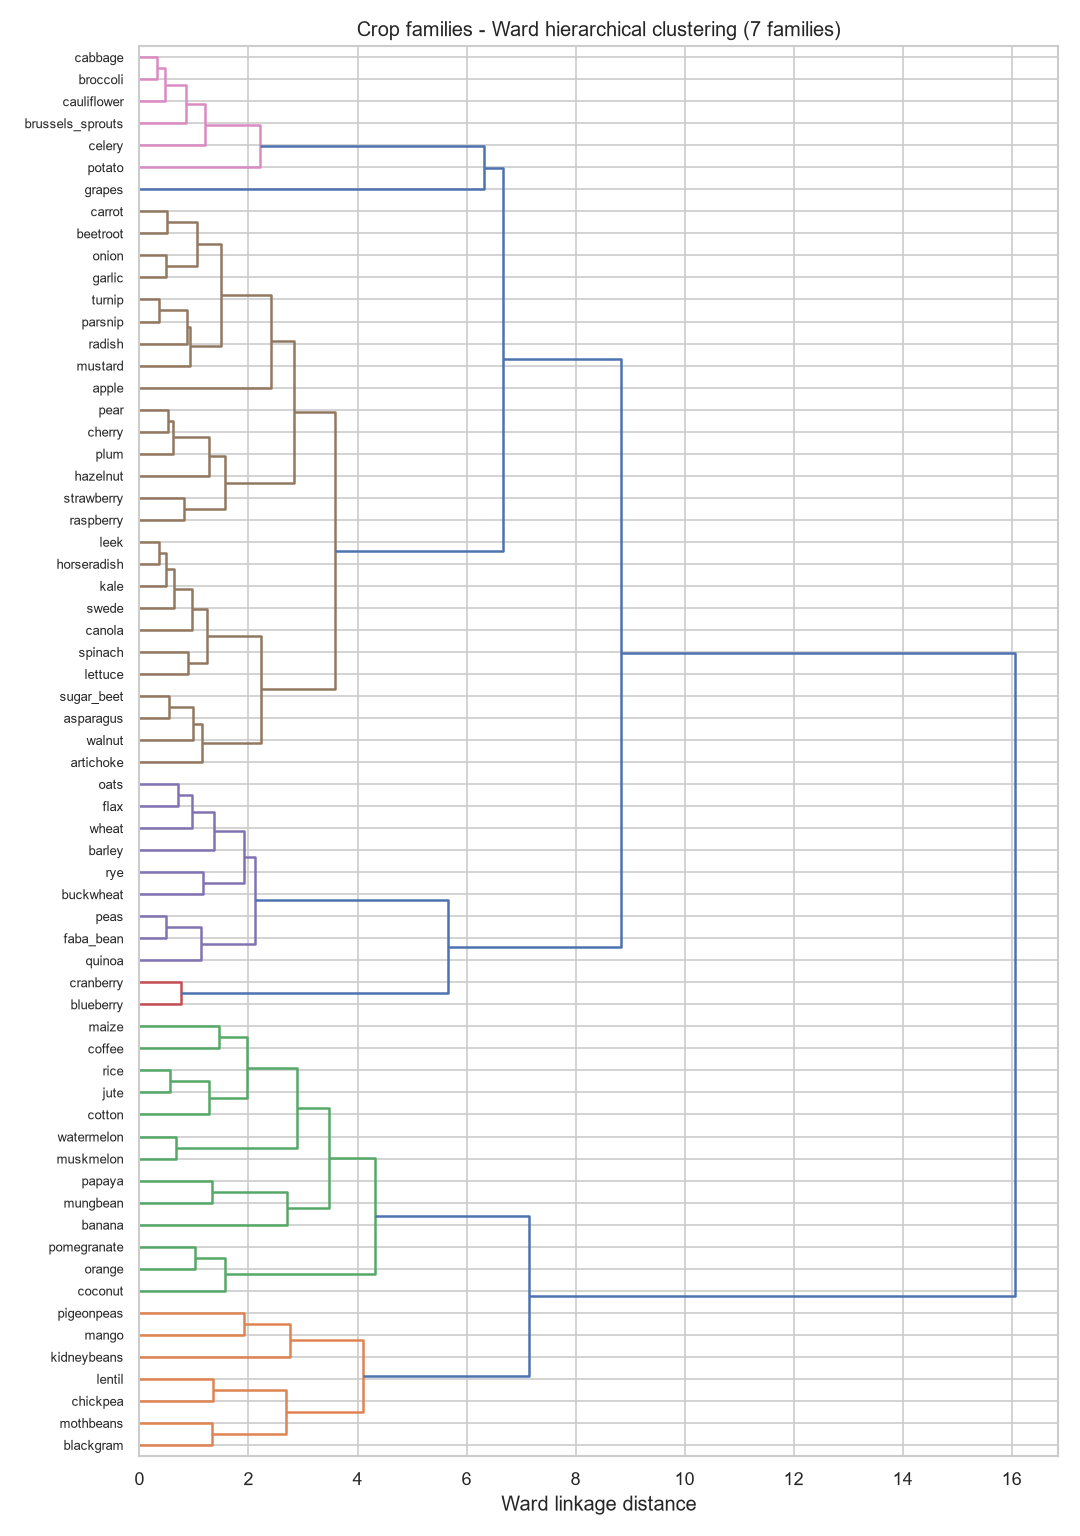 Crop families - Ward hierarchical clustering (7 families)
cabbage
broccoli
cauliflower
brussels_sprouts
celery
potato
grapes
carrot
beetroot
onion
garlic
turnip
parsnip
radish
mustard
apple
pear
cherry
plum
hazelnut
strawberry
raspberry
leek
horseradish
kale
swede
canola
spinach
lettuce
sugar_beet
asparagus
walnut
artichoke
oats
flax
wheat
barley
rye
buckwheat
peas
faba_bean
quinoa
cranberry
blueberry
maize
coffee
rice
jute
cotton
watermelon
muskmelon
papaya
mungbean
banana
pomegranate
orange
coconut
pigeonpeas
mango
kidneybeans
lentil
chickpea
mothbeans
blackgram
0 2 4 6 8 10 12 14 16
Ward linkage distance